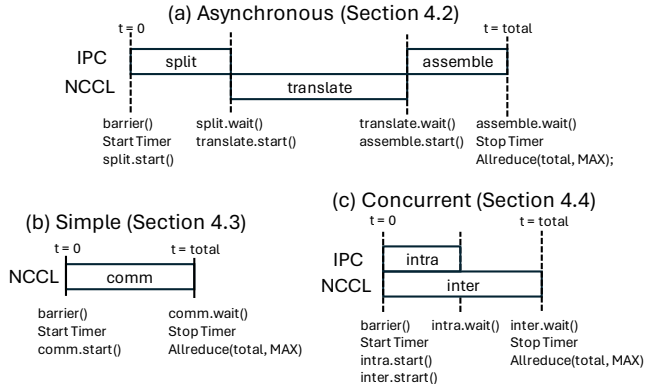 (a) Asynchronous (Section 4.2)
t = 0
t = total
IPC
split
assemble
NCCL
translate
barrier()
Start Timer
split.start()
split.wait()
translate.start()
translate.wait()
assemble.start()
assemble.wait()
Stop Timer
Allreduce(total, MAX);
(b) Simple (Section 4.3)
t = 0
t = total
NCCL
comm
barrier()
Start Timer
comm.start()
comm.wait()
Stop Timer
Allreduce(total, MAX)
(c) Concurrent (Section 4.4)
t = 0
t = total
IPC
intra
NCCL
inter
barrier()
Start Timer
intra.start()
inter.strart()
intra.wait()
inter.wait()
Stop Timer
Allreduce(total, MAX)